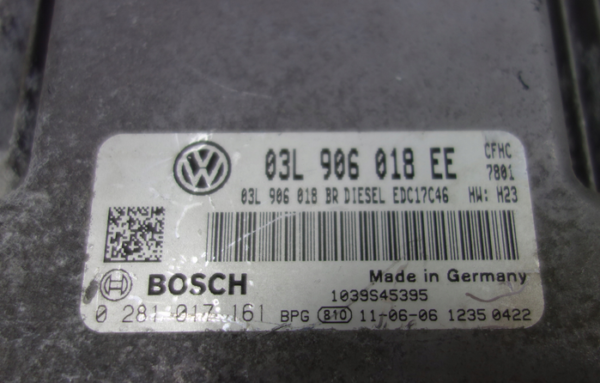 03L 906 018 EE CFHC
7801
03L 906 018 BR DIESEL EDC17C46 HW: H23
BOSCH Made in Germany
1039S45395
0 281 017 161 BPG 810 11-06-06 1235 0422